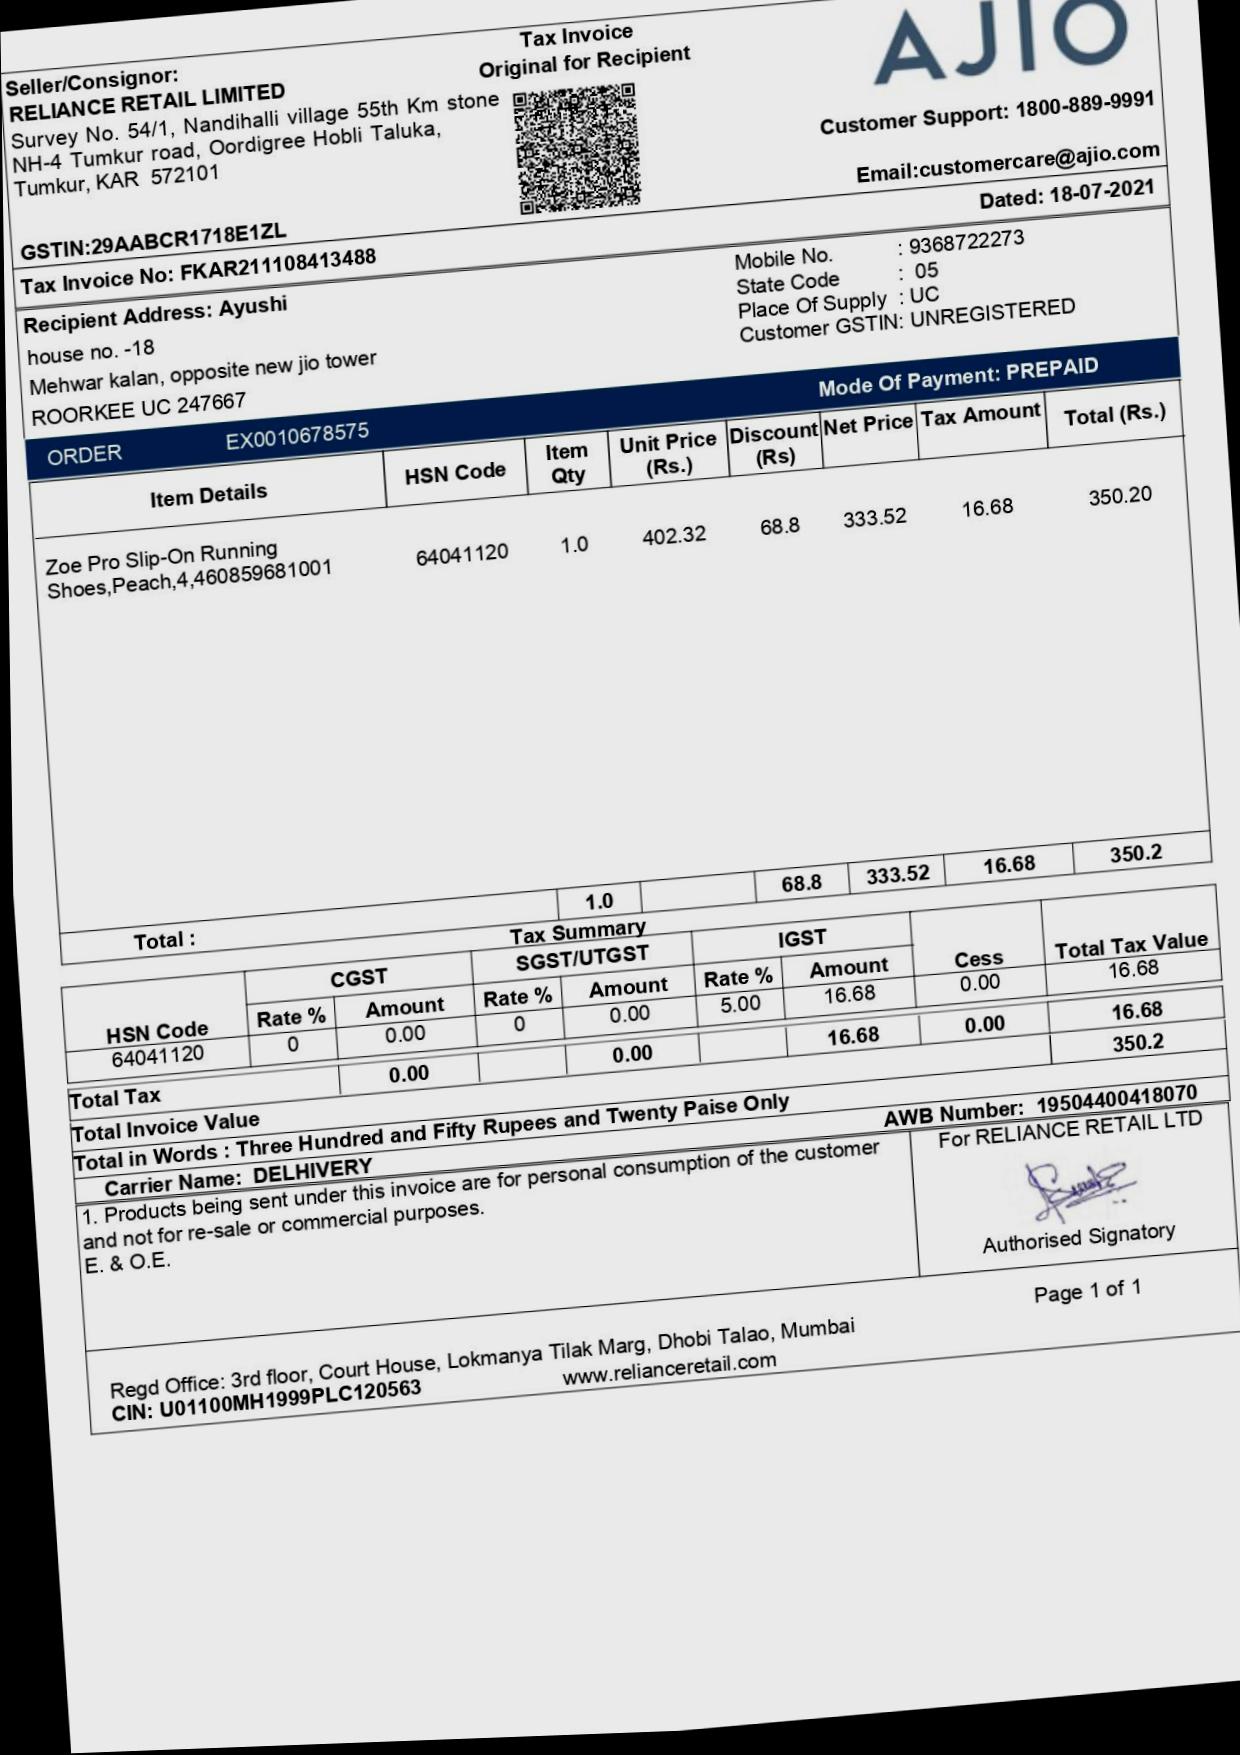 AJIO
Tax Invoice
Original for Recipient
Seller/Consignor:
RELIANCE RETAIL LIMITED
Survey No. 54/1, Nandihalli village 55th Km stone
NH-4 Tumkur road, Oordigree Hobli Taluka,
Tumkur, KAR 572101
GSTIN:29AABCR1718E1ZL
Customer Support: 1800-889-9991
Email:customercare@ajio.com
Tax Invoice No: FKAR211108413488
Dated: 18-07-2021
Recipient Address: Ayushi
house no. -18
Mehwar kalan, opposite new jio tower
ROORKEE UC 247667
Mobile No. : 9368722273
State Code : 05
Place Of Supply : UC
Customer GSTIN: UNREGISTERED
ORDER EX0010678575 Mode Of Payment: PREPAID
Item Details HSN Code Item Qty Unit Price (Rs.) Discount (Rs) Net Price Tax Amount Total (Rs.)
Zoe Pro Slip-On Running 64041120 1.0 402.32 68.8 333.52 16.68 350.20
Shoes,Peach,4,460859681001
Total : 1.0 68.8 333.52 16.68 350.2
Tax Summary
HSN Code CGST SGST/UTGST IGST Cess Total Tax Value
Rate % Amount Rate % Amount Rate % Amount
64041120 0 0.00 0 0.00 5.00 16.68 0.00 16.68
Total Tax 0.00 0.00 16.68 0.00 16.68
Total Invoice Value 350.2
Total in Words : Three Hundred and Fifty Rupees and Twenty Paise Only
Carrier Name: DELHIVERY AWB Number: 19504400418070
1. Products being sent under this invoice are for personal consumption of the customer
and not for re-sale or commercial purposes.
E. & O.E.
For RELIANCE RETAIL LTD
Authorised Signatory
Page 1 of 1
Regd Office: 3rd floor, Court House, Lokmanya Tilak Marg, Dhobi Talao, Mumbai
CIN: U01100MH1999PLC120563 www.relianceretail.com